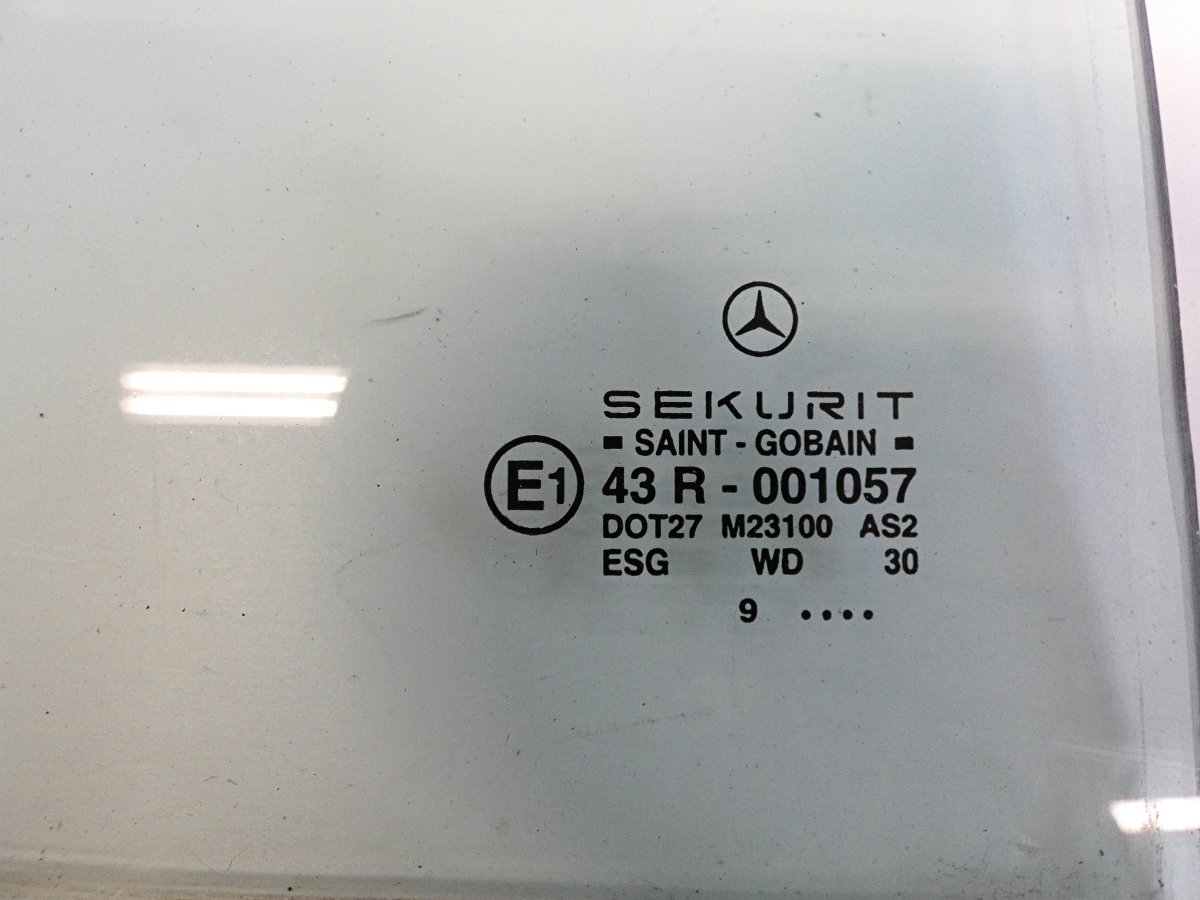 SEKURIT
- SAINT - GOBAIN -
E1
43 R - 001057
DOT27 M23100 AS2
ESG WD 30
9 ....